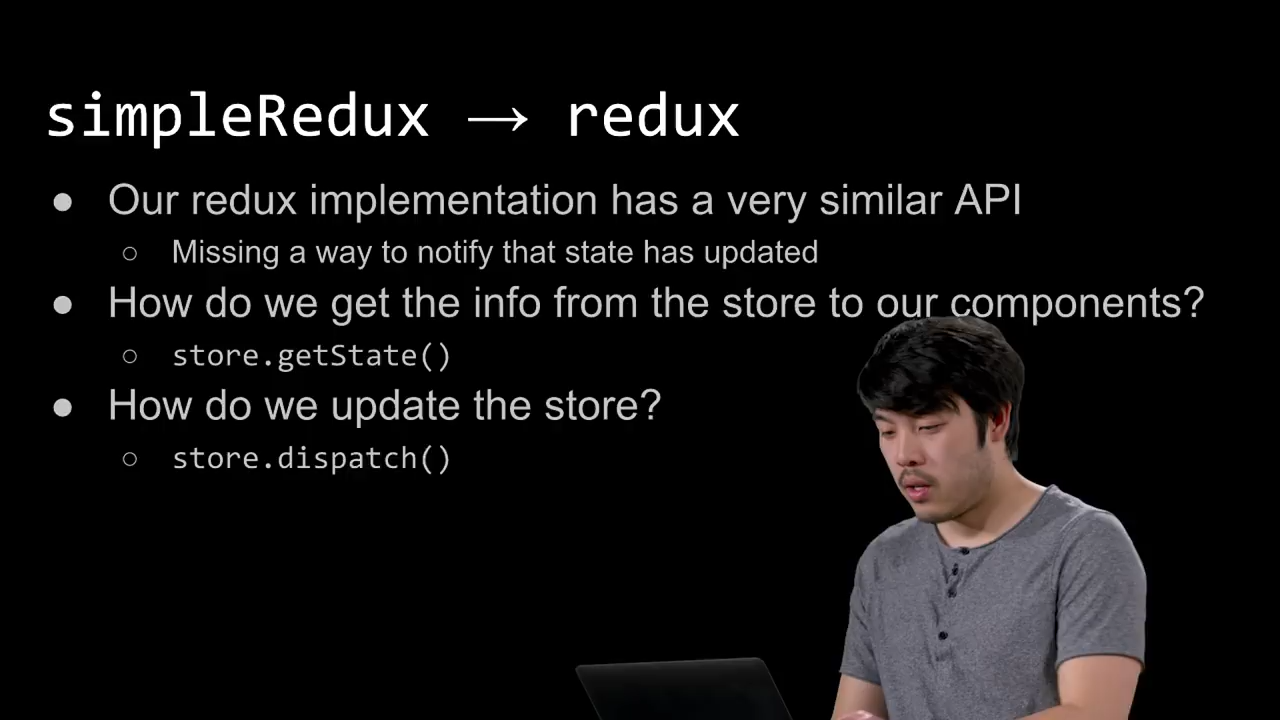 simpleRedux → redux
● Our redux implementation has a very similar API
○ Missing a way to notify that state has updated
● How do we get the info from the store to our components?
○ store.getState()
● How do we update the store?
○ store.dispatch()